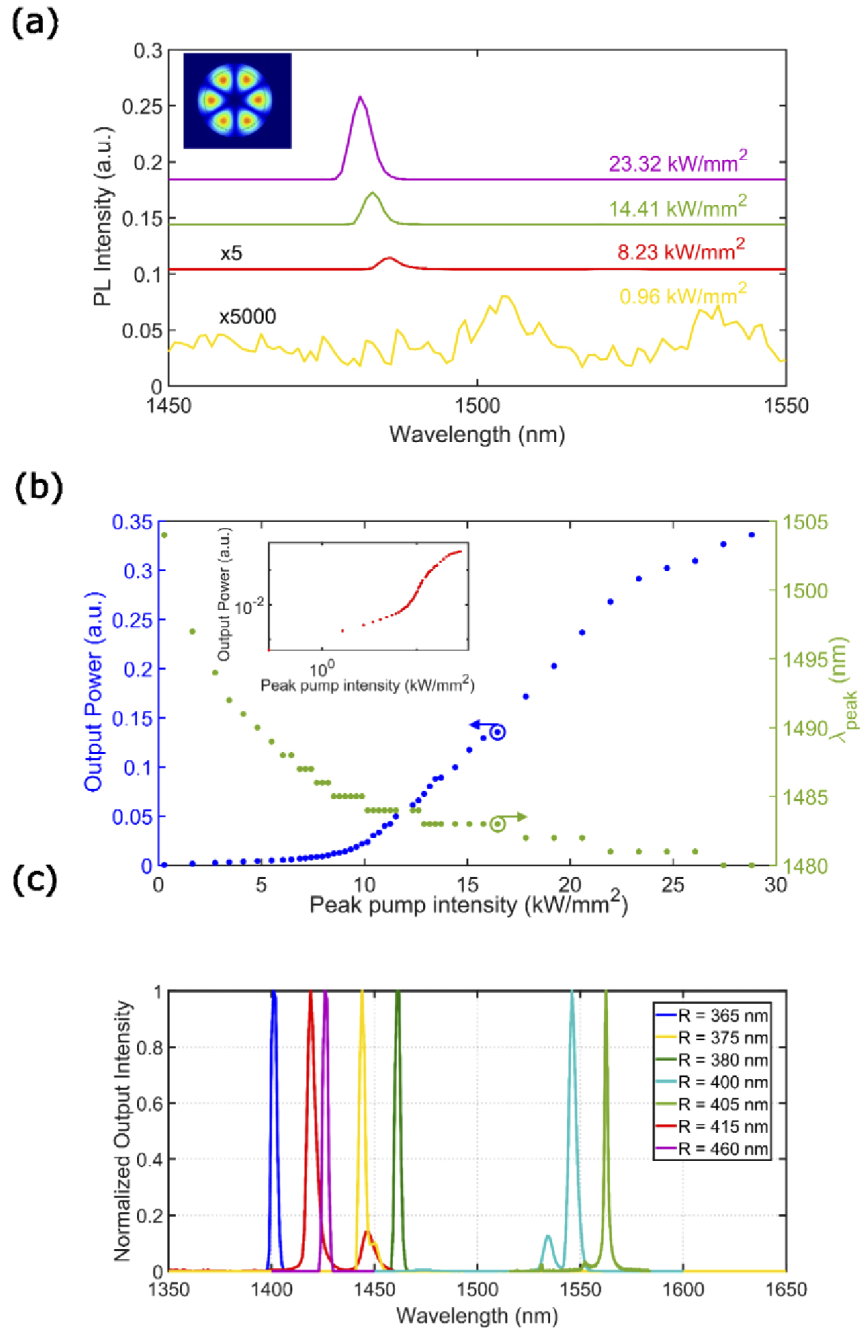 (a)
0.3
0.25
0.2
0.15
0.1
0.05
0
PL Intensity (a.u.)
23.32 kW/mm²
14.41 kW/mm²
x5
8.23 kW/mm²
x5000
0.96 kW/mm²
1450
1500
1550
Wavelength (nm)
(b)
0.35
0.3
0.25
0.2
0.15
0.1
0.05
0
Output Power (a.u.)
Output Power (a.u.)
10⁻²
10⁰
Peak pump intensity (kW/mm²)
1505
1500
1495
1490
1485
1480
λpeak (nm)
0
5
10
15
20
25
30
Peak pump intensity (kW/mm²)
(c)
1
0.8
0.6
0.4
0.2
0
Normalized Output Intensity
R = 365 nm
R = 375 nm
R = 380 nm
R = 400 nm
R = 405 nm
R = 415 nm
R = 460 nm
1350
1400
1450
1500
1550
1600
1650
Wavelength (nm)